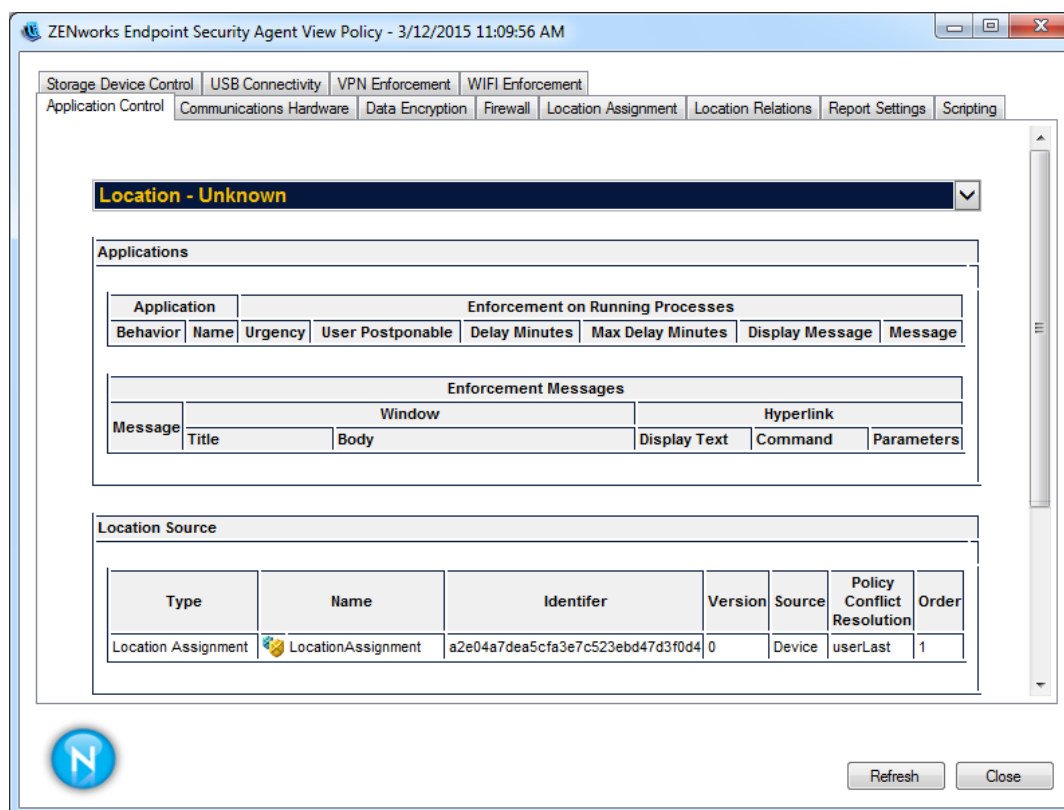 ZENworks Endpoint Security Agent View Policy - 3/12/2015 11:09:56 AM
Storage Device Control USB Connectivity VPN Enforcement WIFI Enforcement
Application Control Communications Hardware Data Encryption Firewall Location Assignment Location Relations Report Settings Scripting
Location - Unknown
Applications
Application Enforcement on Running Processes
Behavior Name Urgency User Postponable Delay Minutes Max Delay Minutes Display Message Message
Enforcement Messages
Message Window Hyperlink
Title Body Display Text Command Parameters
Location Source
Type Name Identifer Version Source Policy Conflict Resolution Order
Location Assignment LocationAssignment a2e04a7dea5cfa3e7c523ebd47d3f0d4 0 Device userLast 1
N
Refresh Close